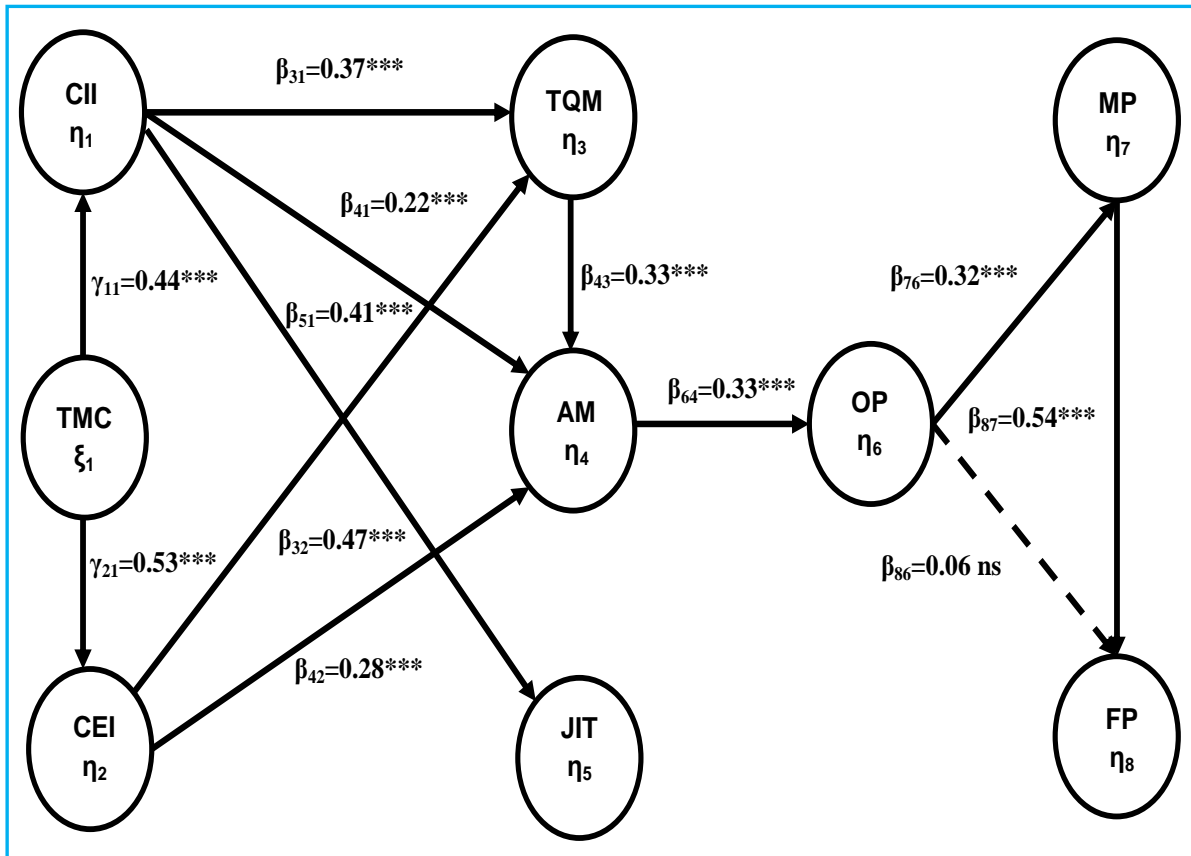 CII
η₁
β₃₁=0.37***
TQM
η₃
MP
η₇
β₄₁=0.22***
γ₁₁=0.44***
β₅₁=0.41***
β₄₃=0.33***
β₇₆=0.32***
TMC
ξ₁
AM
η₄
β₆₄=0.33***
OP
η₆
β₈₇=0.54***
γ₂₁=0.53***
β₃₂=0.47***
β₈₆=0.06 ns
β₄₂=0.28***
CEI
η₂
JIT
η₅
FP
η₈